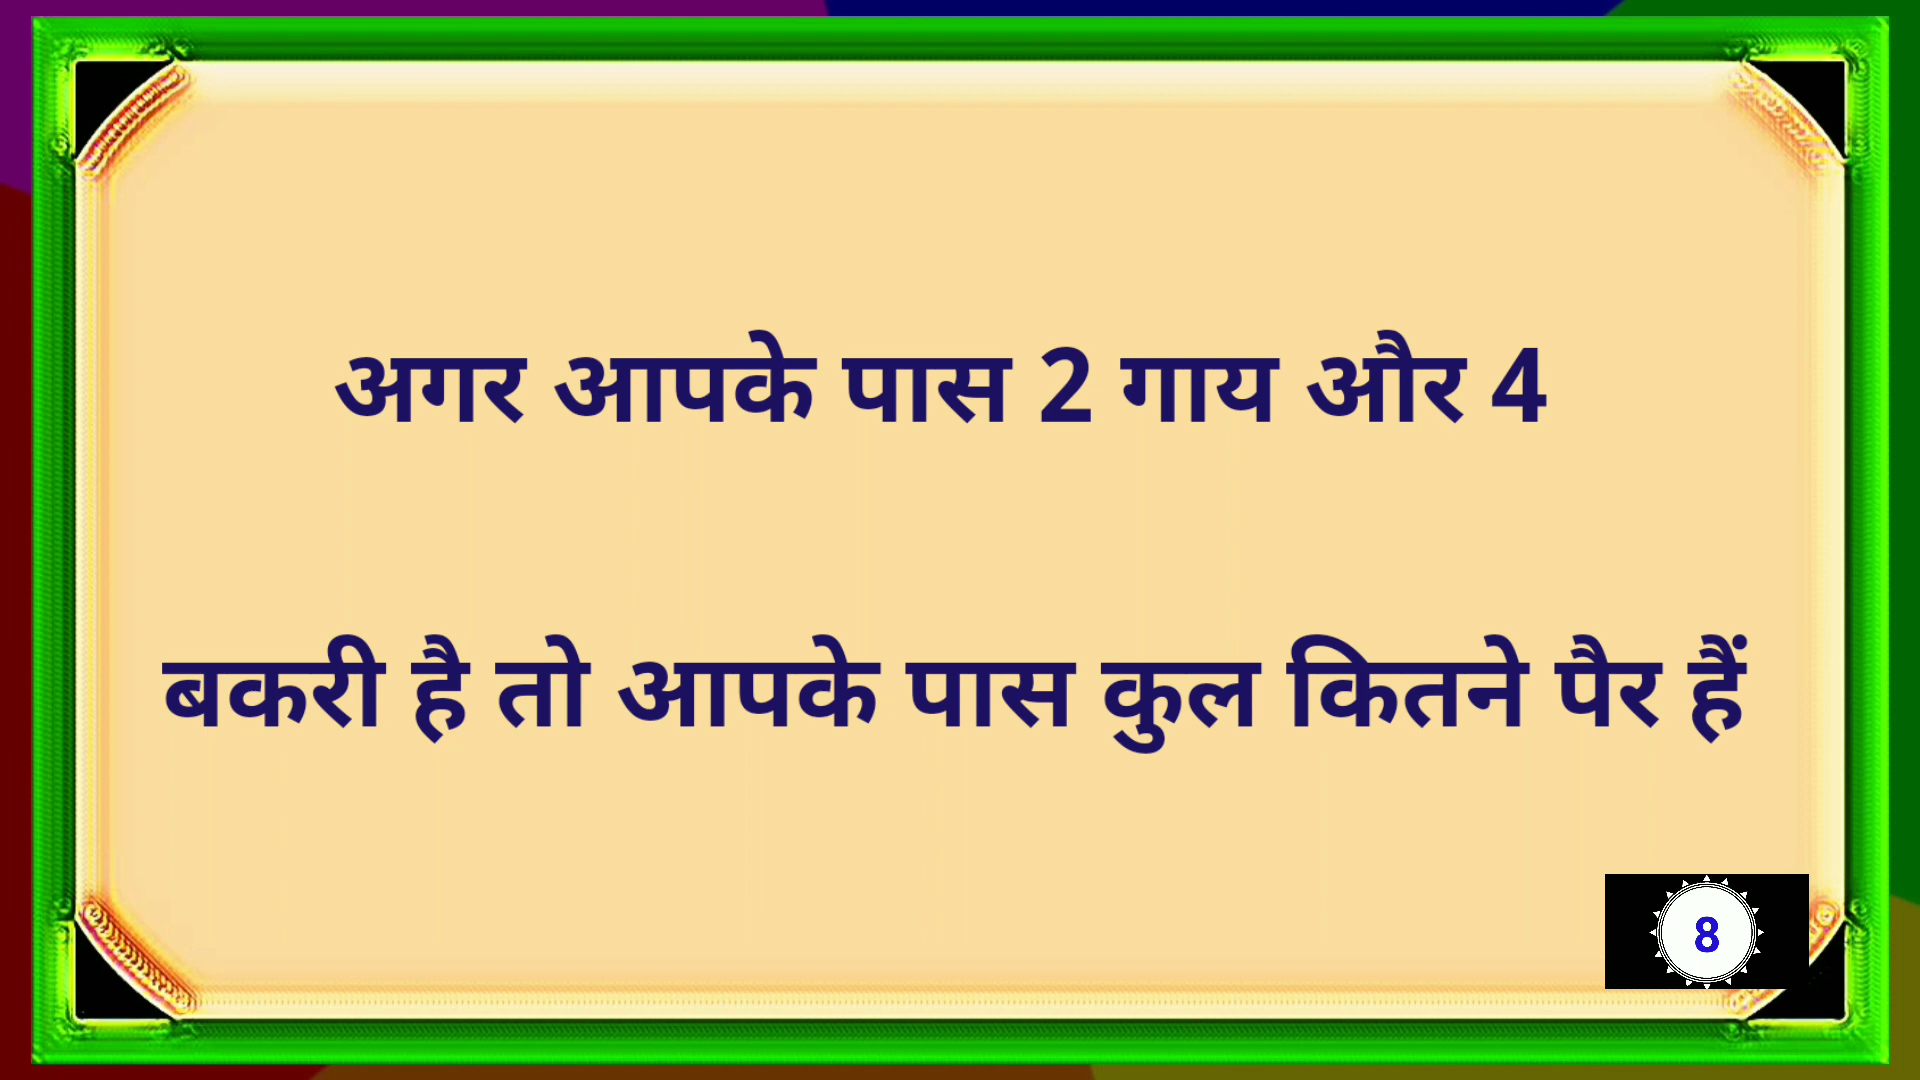 अगर आपके पास 2 गाय और 4
बकरी है तो आपके पास कुल कितने पैर हैं
8